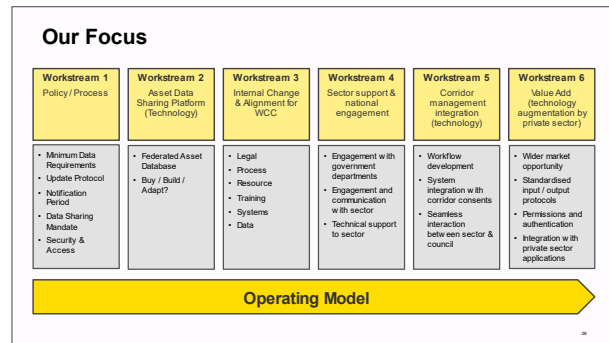 Our Focus
Workstream 1
Policy / Process
Workstream 2
Asset Data
Sharing Platform
(Technology)
Workstream 3
Internal Change
& Alignment for
WCC
Workstream 4
Sector support &
national
engagement
Workstream 5
Corridor
management
integration
(technology)
Workstream 6
Value Add
(technology
augmentation by
private sector)
• Minimum Data
Requirements
• Update Protocol
• Notification
Period
• Data Sharing
Mandate
• Security &
Access
• Federated Asset
Database
• Buy / Build /
Adapt?
• Legal
• Process
• Resource
• Training
• Systems
• Data
• Engagement with
government
departments
• Engagement and
communication
with sector
• Technical support
to sector
• Workflow
development
• System
integration with
corridor consents
• Seamless
interaction
between sector &
council
• Wider market
opportunity
• Standardised
input / output
protocols
• Permissions and
authentication
• Integration with
private sector
applications
Operating Model
28